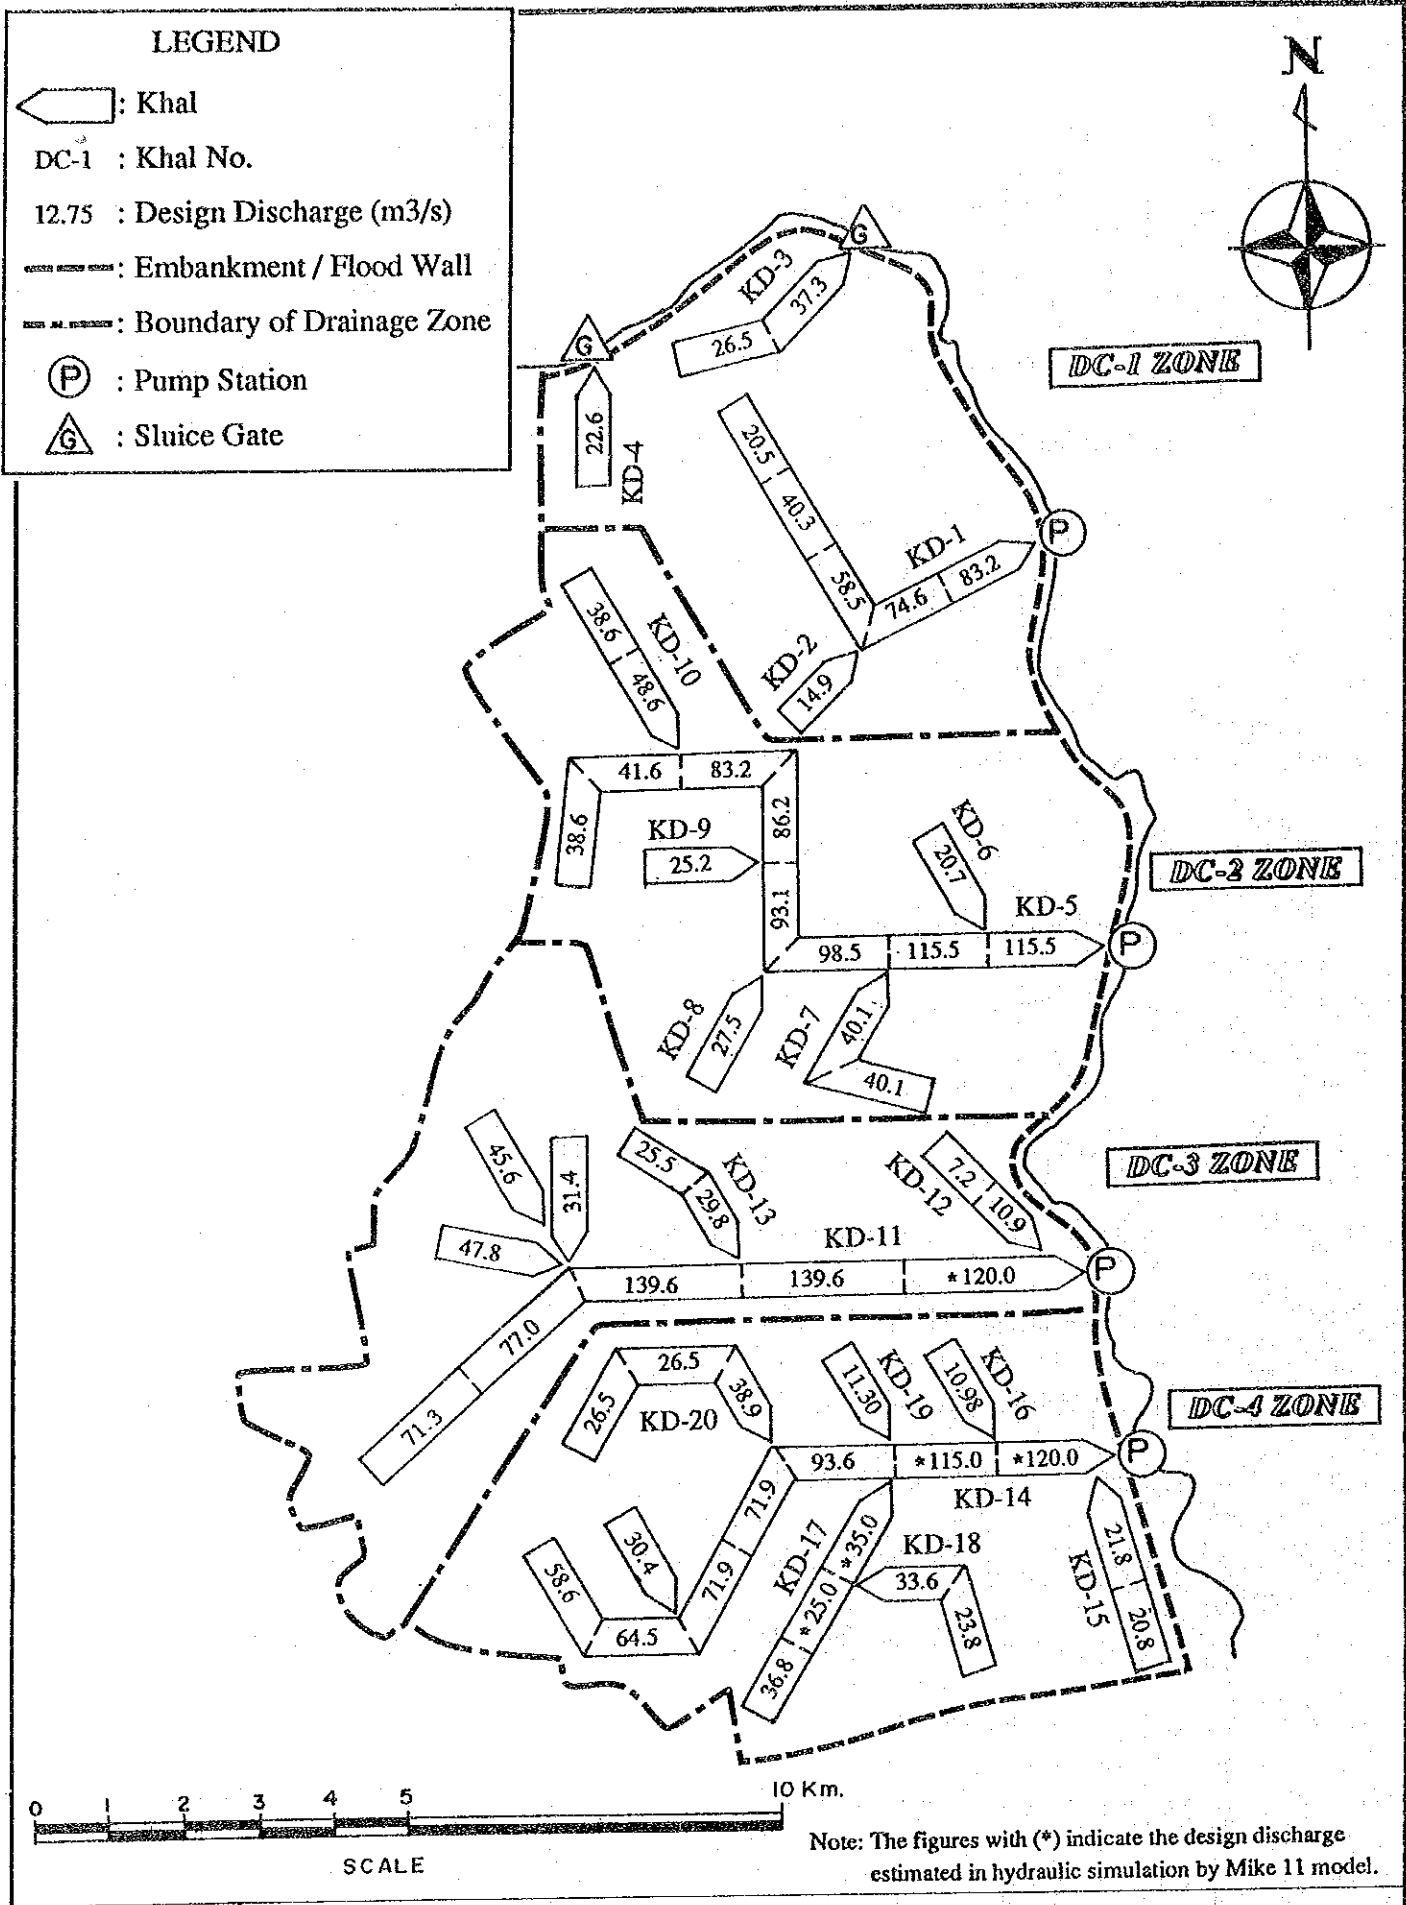 LEGEND
: Khal
DC-1 : Khal No.
12.75 : Design Discharge (m3/s)
: Embankment / Flood Wall
: Boundary of Drainage Zone
P : Pump Station
G : Sluice Gate
N
G
KD-3
37.3
26.5
G
22.6
KD-4
DC-1 ZONE
20.5
40.3
58.5
KD-1
74.6
83.2
P
KD-2
14.9
38.6
48.6
KD-10
41.6
83.2
38.6
86.2
KD-9
25.2
93.1
KD-6
20.7
DC-2 ZONE
KD-5
98.5
115.5
115.5
P
KD-8
27.5
KD-7
40.1
40.1
45.6
31.4
47.8
25.5
29.8
KD-13
KD-12
7.2
10.9
DC-3 ZONE
KD-11
139.6
139.6
*120.0
P
77.0
71.3
26.5
26.5
38.9
KD-20
11.30
KD-19
10.98
KD-16
DC-4 ZONE
93.6
*115.0
*120.0
P
KD-14
71.9
71.9
30.4
58.6
64.5
KD-17
*35.0
*25.0
36.8
KD-18
33.6
23.8
21.8
20.8
KD-15
0 1 2 3 4 5 10 Km.
SCALE
Note: The figures with (*) indicate the design discharge
estimated in hydraulic simulation by Mike 11 model.